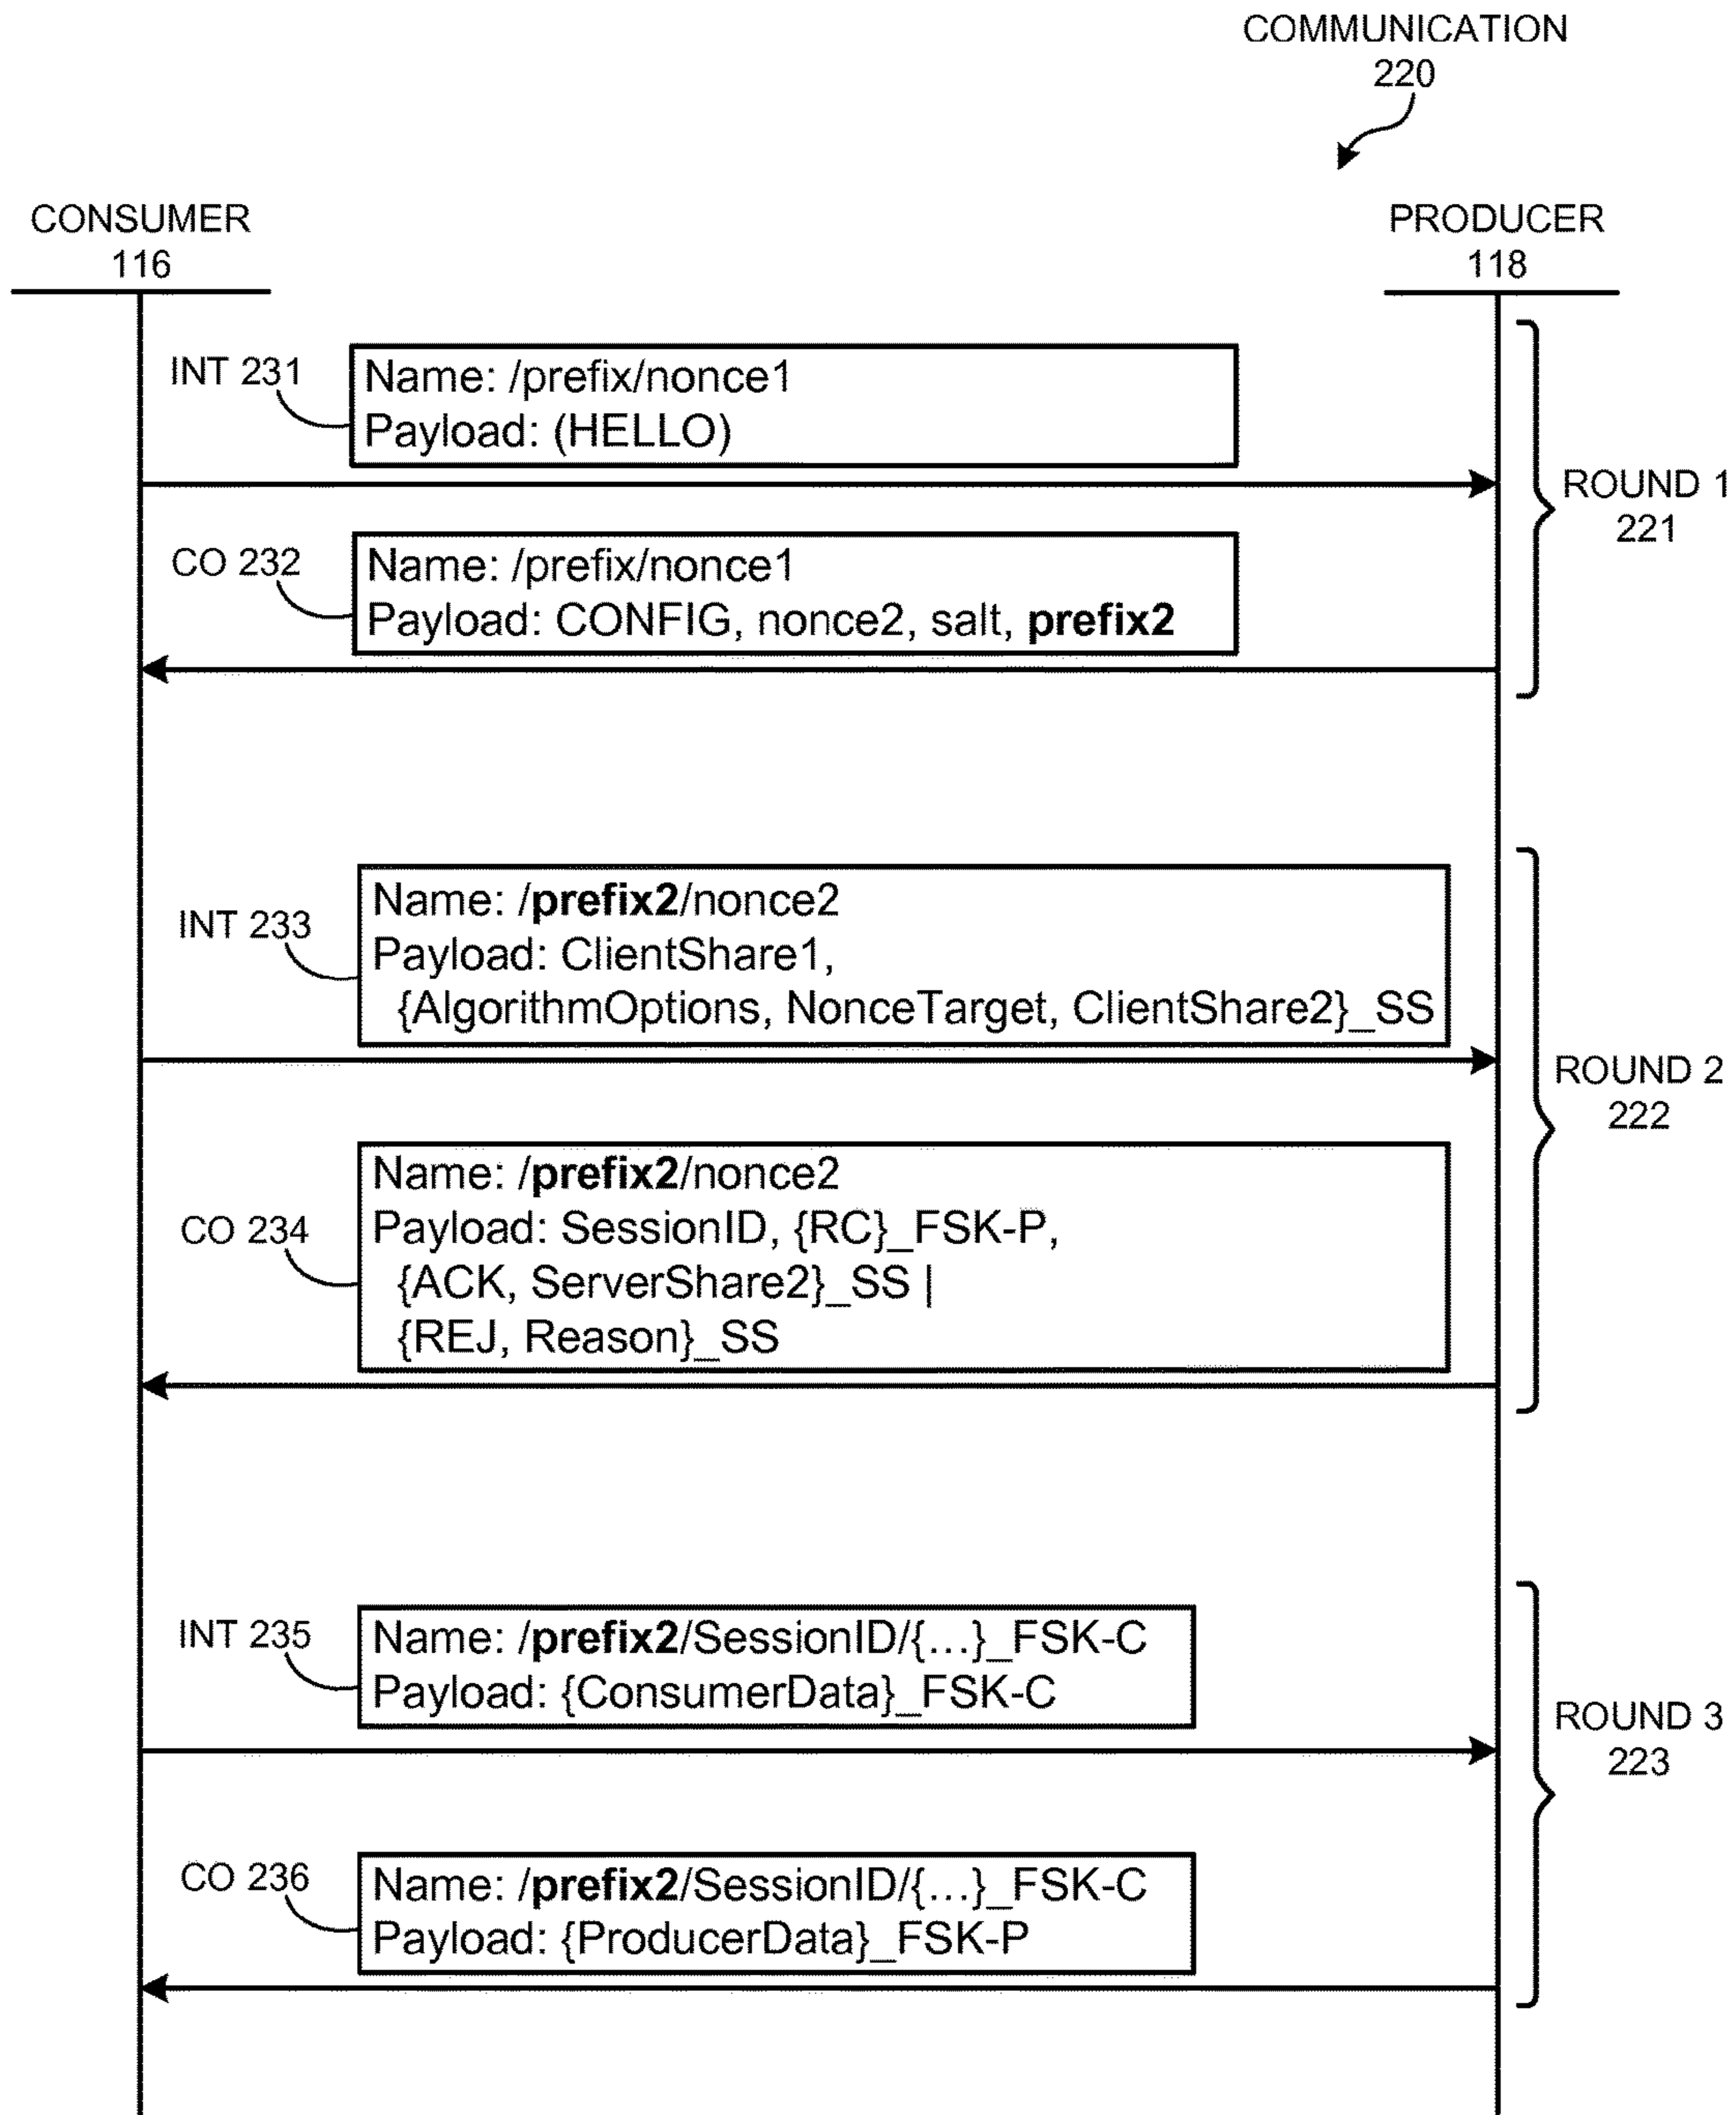 COMMUNICATION
220
CONSUMER
116
PRODUCER
118
INT 231
Name: /prefix/nonce1
Payload: (HELLO)
ROUND 1
221
CO 232
Name: /prefix/nonce1
Payload: CONFIG, nonce2, salt, prefix2
INT 233
Name: /prefix2/nonce2
Payload: ClientShare1,
{AlgorithmOptions, NonceTarget, ClientShare2}_SS
ROUND 2
222
CO 234
Name: /prefix2/nonce2
Payload: SessionID, {RC}_FSK-P,
{ACK, ServerShare2}_SS |
{REJ, Reason}_SS
INT 235
Name: /prefix2/SessionID/{...}_FSK-C
Payload: {ConsumerData}_FSK-C
ROUND 3
223
CO 236
Name: /prefix2/SessionID/{...}_FSK-C
Payload: {ProducerData}_FSK-P